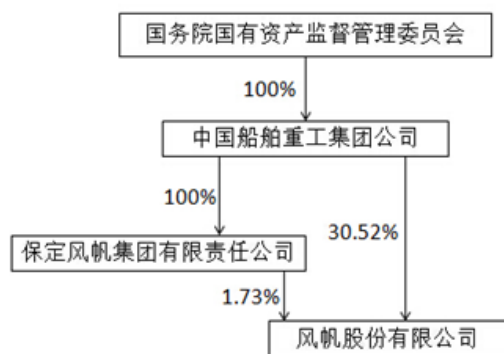 国务院国有资产监督管理委员会
100%
中国船舶重工集团公司
100%
30.52%
保定风帆集团有限责任公司
1.73%
风帆股份有限公司